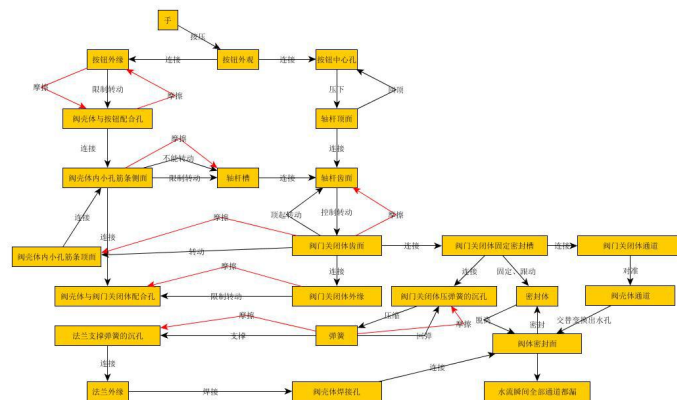 手
按压
按钮外缘
连接
按钮外观
连接
按钮中心孔
摩擦
限制转动
摩擦
压下
回顶
阀壳体与按钮配合孔
轴杆顶面
连接
摩擦
不能转动
连接
阀壳体内小孔筋条侧面
限制转动
轴杆槽
连接
轴杆齿面
连接
顶起转动
控制转动
摩擦
连接
摩擦
阀壳体内小孔筋条顶面
转动
阀门关闭体齿面
连接
阀门关闭体固定密封槽
连接
阀门关闭体通道
摩擦
连接
连接
固定、跟动
对准
阀壳体与阀门关闭体配合孔
限制转动
阀门关闭体外缘
阀门关闭体压弹簧的沉孔
密封体
阀壳体通道
摩擦
压缩
摩擦
脱离
密封
交替变换出水孔
法兰支撑弹簧的沉孔
支撑
弹簧
回弹
阀体密封面
连接
连接
法兰外缘
焊接
阀壳体焊接孔
水流瞬间全部通道都漏